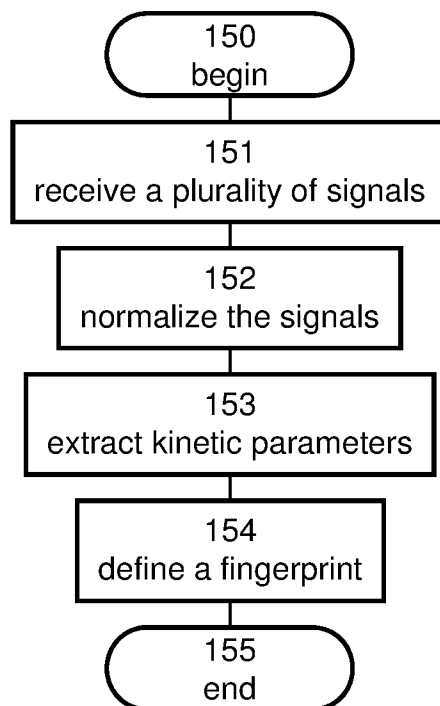 150
begin
151
receive a plurality of signals
152
normalize the signals
153
extract kinetic parameters
154
define a fingerprint
155
end